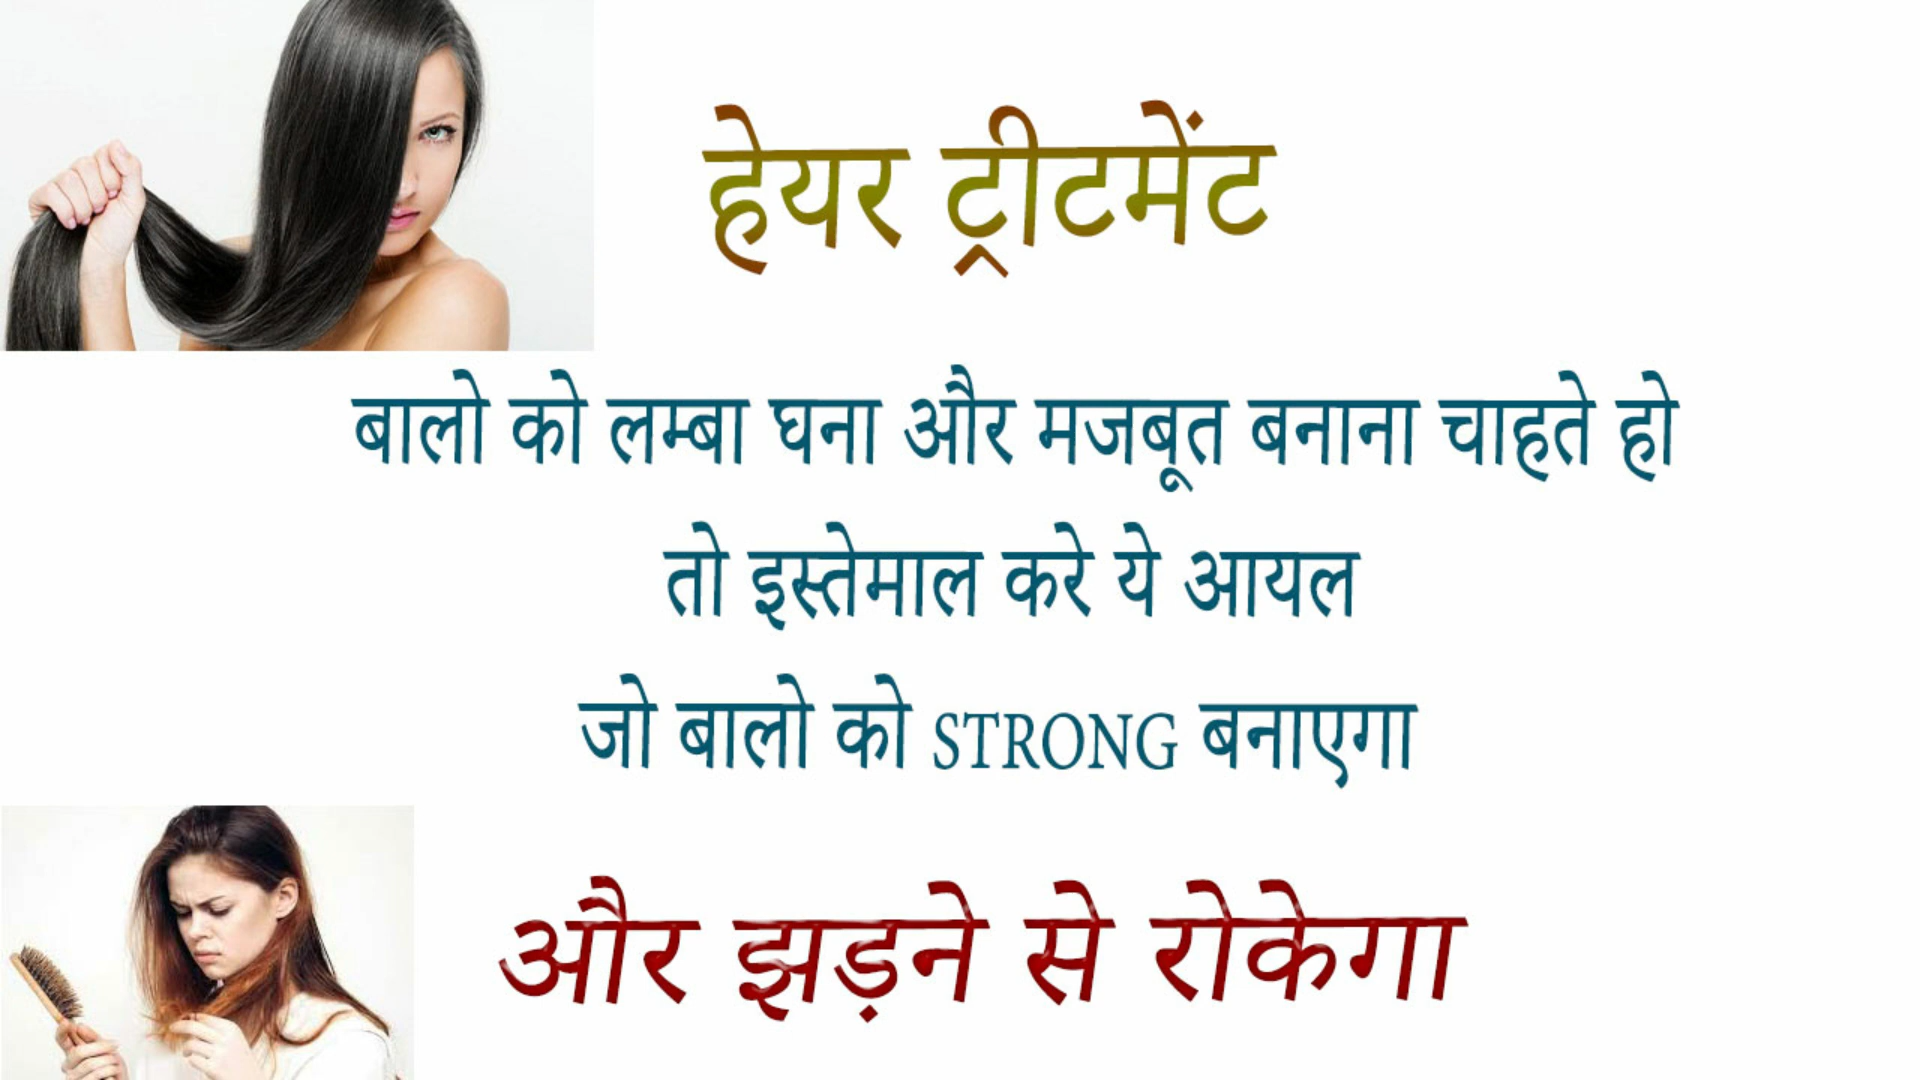 हेयर ट्रीटमेंट
बालो को लम्बा घना और मजबूत बनाना चाहते हो
तो इस्तेमाल करे ये आयल
जो बालो को STRONG बनाएगा
और झड़ने से रोकेगा